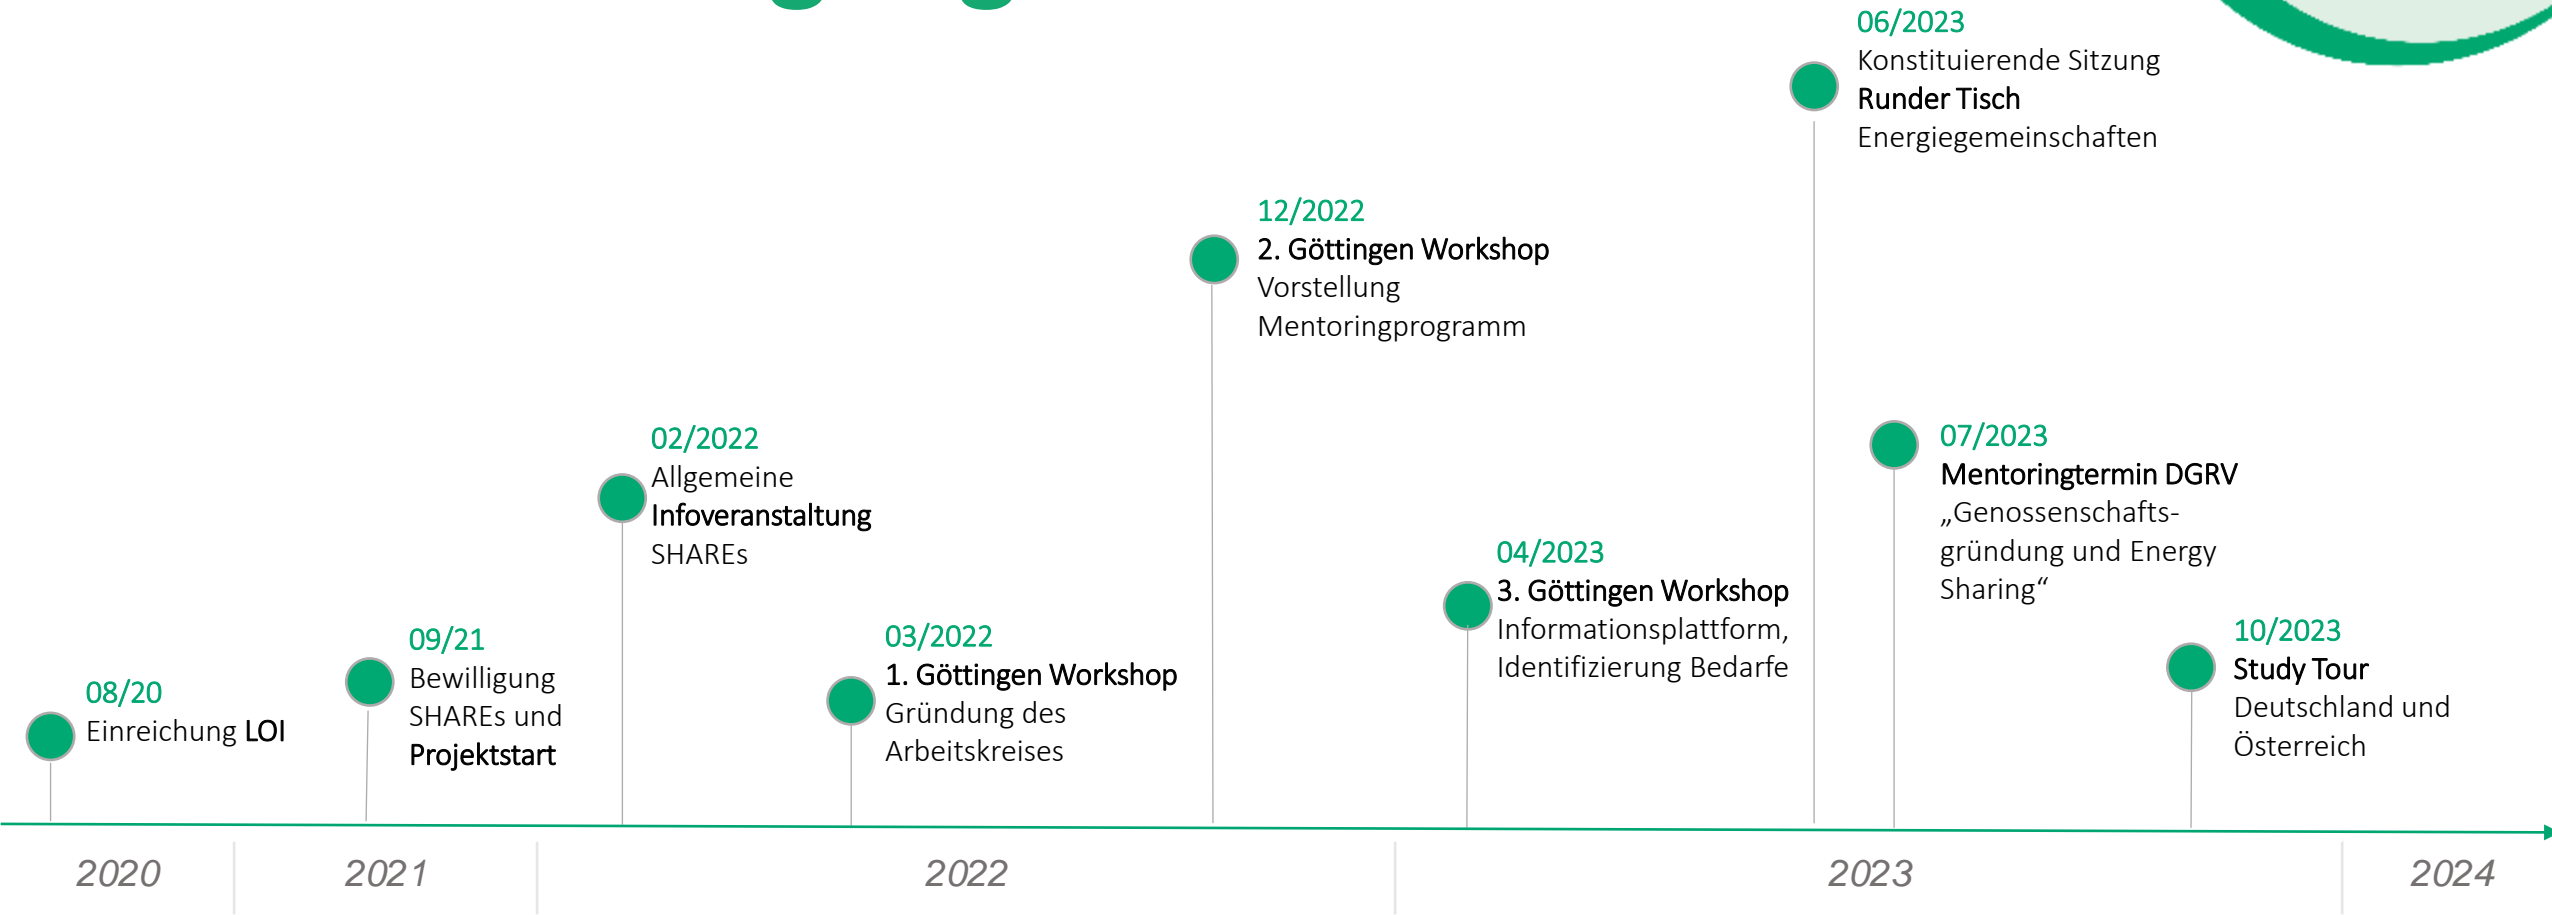 08/20
Einreichung LOI
09/21
Bewilligung
SHAREs und
Projektstart
02/2022
Allgemeine
Infoveranstaltung
SHAREs
03/2022
1. Göttingen Workshop
Gründung des
Arbeitskreises
12/2022
2. Göttingen Workshop
Vorstellung
Mentoringprogramm
04/2023
3. Göttingen Workshop
Informationsplattform,
Identifizierung Bedarfe
06/2023
Konstituierende Sitzung
Runder Tisch
Energiegemeinschaften
07/2023
Mentoringtermin DGRV
„Genossenschafts-
gründung und Energy
Sharing“
10/2023
Study Tour
Deutschland und
Österreich
2020
2021
2022
2023
2024